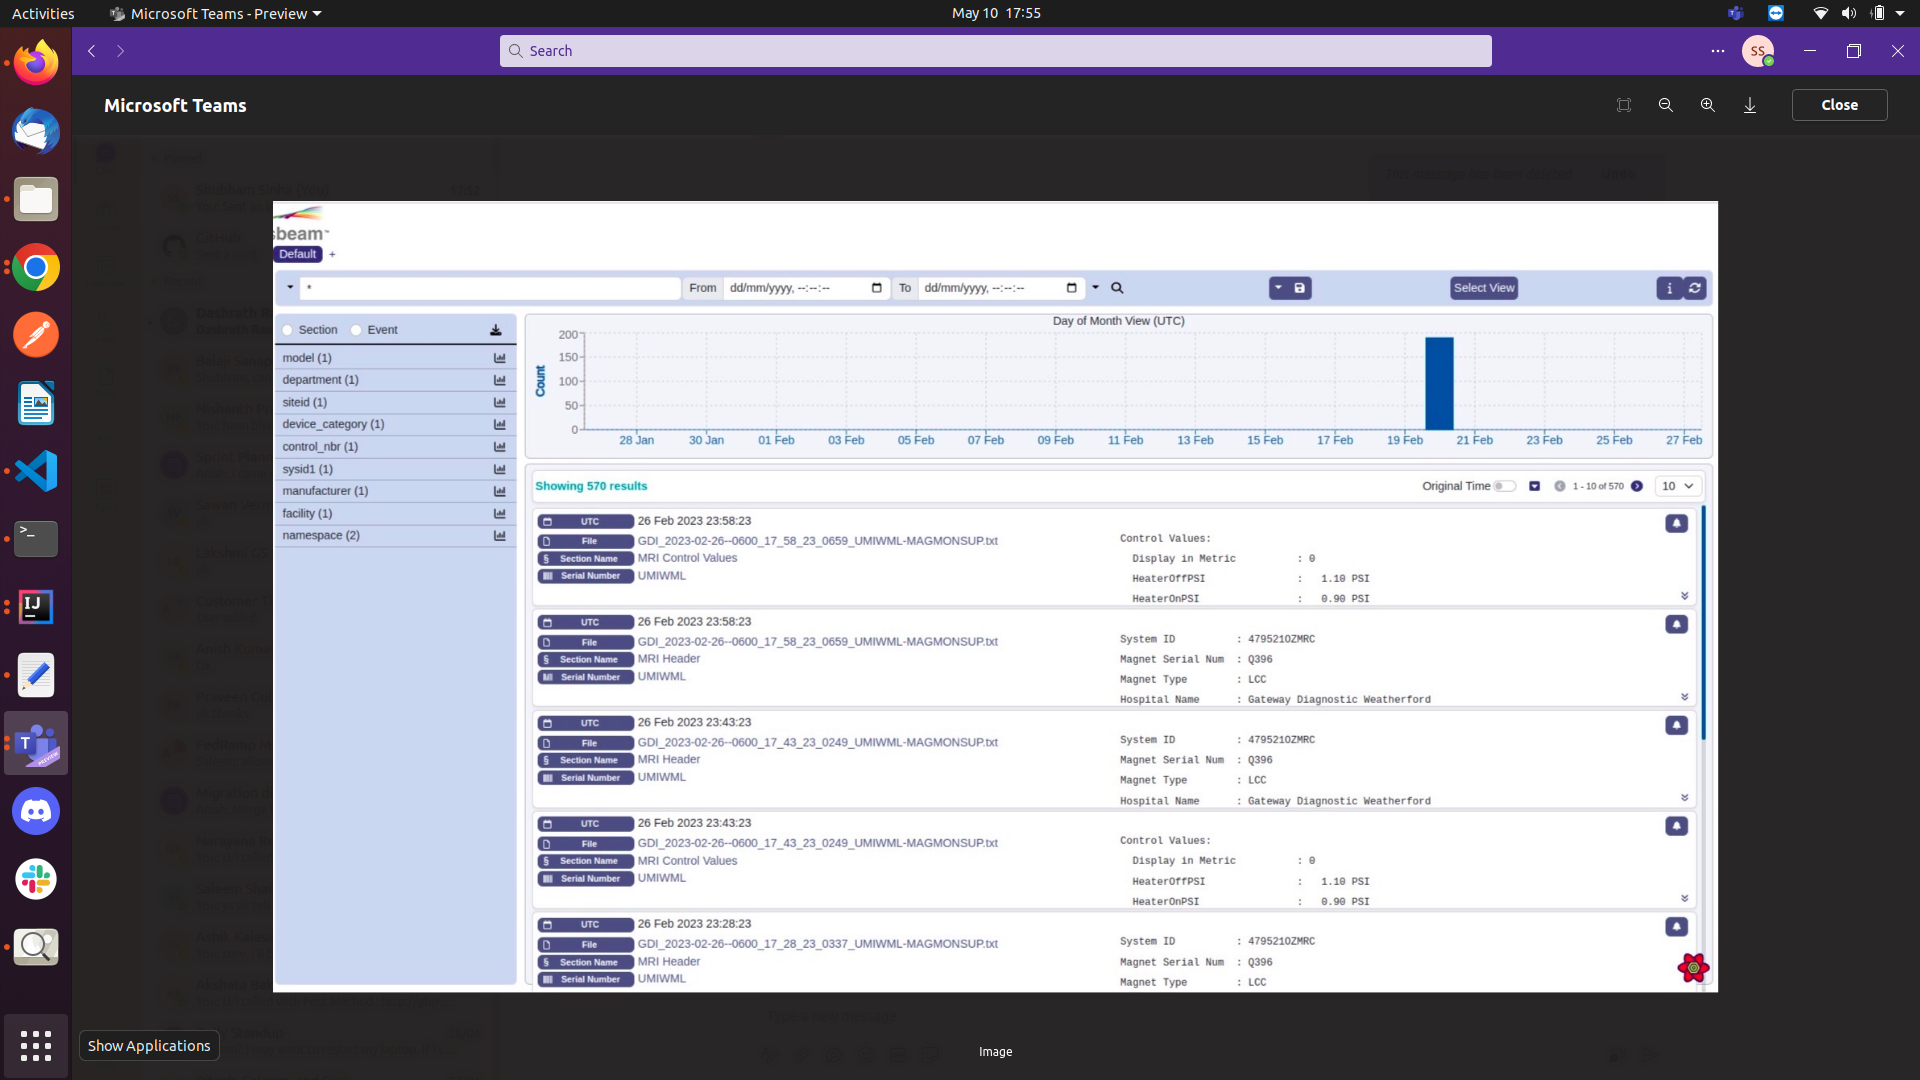 Activities
Microsoft Teams - Preview
May 10 17:55
Search
SS
Microsoft Teams
Close
sbeam™
Default +
*
From dd/mm/yyyy, --:--:--
To dd/mm/yyyy, --:--:--
Select View
i
Section Event
model (1)
department (1)
siteid (1)
device_category (1)
control_nbr (1)
sysid1 (1)
manufacturer (1)
facility (1)
namespace (2)
Day of Month View (UTC)
Count
200
150
100
50
0
28 Jan 30 Jan 01 Feb 03 Feb 05 Feb 07 Feb 09 Feb 11 Feb 13 Feb 15 Feb 17 Feb 19 Feb 21 Feb 23 Feb 25 Feb 27 Feb
Showing 570 results
Original Time
1 - 10 of 570
10
UTC 26 Feb 2023 23:58:23
File GDI_2023-02-26--0600_17_58_23_0659_UMIWML-MAGMONSUP.txt
§ Section Name MRI Control Values
Serial Number UMIWML
Control Values:
Display in Metric : 0
HeaterOffPSI : 1.10 PSI
HeaterOnPSI : 0.90 PSI
UTC 26 Feb 2023 23:58:23
File GDI_2023-02-26--0600_17_58_23_0659_UMIWML-MAGMONSUP.txt
§ Section Name MRI Header
Serial Number UMIWML
System ID : 479521OZMRC
Magnet Serial Num : Q396
Magnet Type : LCC
Hospital Name : Gateway Diagnostic Weatherford
UTC 26 Feb 2023 23:43:23
File GDI_2023-02-26--0600_17_43_23_0249_UMIWML-MAGMONSUP.txt
§ Section Name MRI Header
Serial Number UMIWML
System ID : 479521OZMRC
Magnet Serial Num : Q396
Magnet Type : LCC
Hospital Name : Gateway Diagnostic Weatherford
UTC 26 Feb 2023 23:43:23
File GDI_2023-02-26--0600_17_43_23_0249_UMIWML-MAGMONSUP.txt
§ Section Name MRI Control Values
Serial Number UMIWML
Control Values:
Display in Metric : 0
HeaterOffPSI : 1.10 PSI
HeaterOnPSI : 0.90 PSI
UTC 26 Feb 2023 23:28:23
File GDI_2023-02-26--0600_17_28_23_0337_UMIWML-MAGMONSUP.txt
§ Section Name MRI Header
Serial Number UMIWML
System ID : 479521OZMRC
Magnet Serial Num : Q396
Magnet Type : LCC
Show Applications
Image